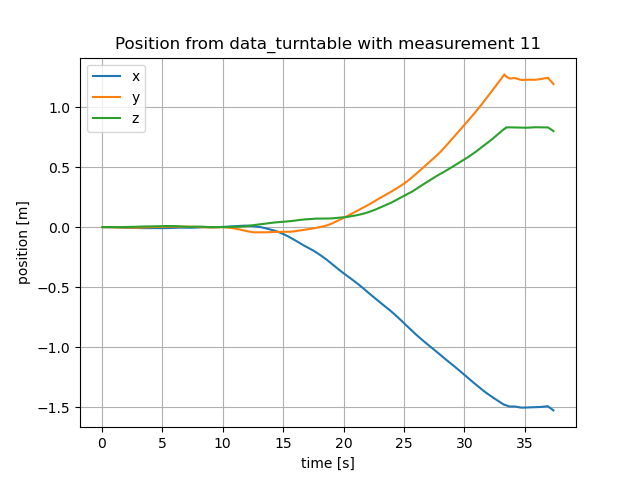 Position from data_turntable with measurement 11
x
y
z
1.0
0.5
0.0
−0.5
−1.0
−1.5
position [m]
0 5 10 15 20 25 30 35
time [s]